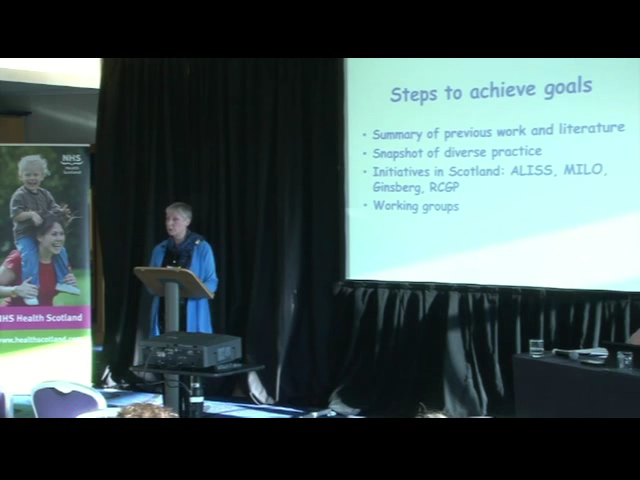 Steps to achieve goals
• Summary of previous work and literature
• Snapshot of diverse practice
• Initiatives in Scotland: ALISS, MILO,
Ginsberg, RCGP
• Working groups
NHS
Health
Scotland
NHS Health Scotland
www.healthscotland.com